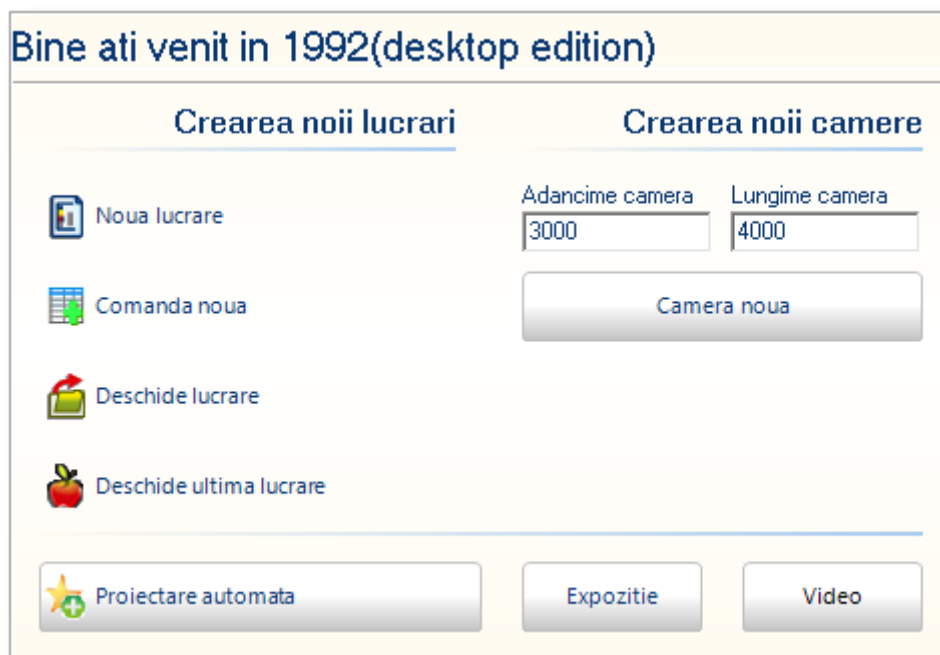 Bine ati venit in 1992(desktop edition)
Crearea noii lucrari
Crearea noii camere
Noua lucrare
Adancime camera
Lungime camera
3000
4000
Comanda noua
Camera noua
Deschide lucrare
Deschide ultima lucrare
Proiectare automata
Expozitie
Video